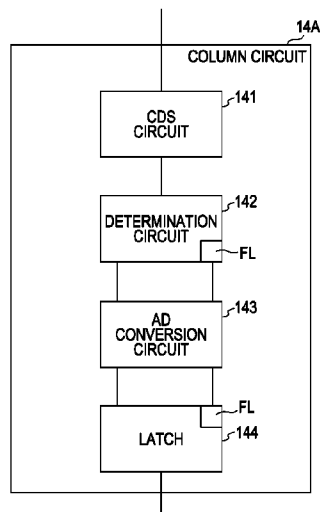 14A
COLUMN CIRCUIT
141
CDS
CIRCUIT
142
DETERMINATION
CIRCUIT
FL
143
AD
CONVERSION
CIRCUIT
FL
LATCH
144